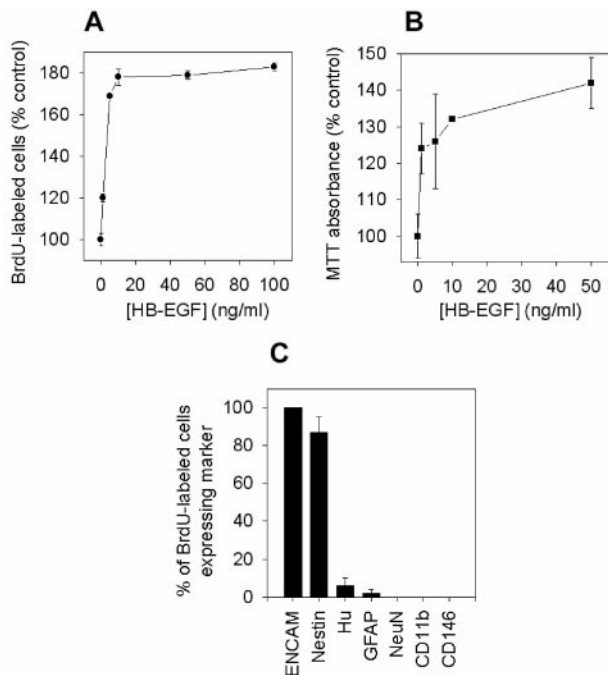 A
BrdU-labeled cells (% control)
180
160
140
120
100
0 20 40 60 80 100
[HB-EGF] (ng/ml)
B
MTT absorbance (% control)
150
140
130
120
110
100
0 10 20 30 40 50
[HB-EGF] (ng/ml)
C
% of BrdU-labeled cells
expressing marker
100
80
60
40
20
0
ENCAM
Nestin
Hu
GFAP
NeuN
CD11b
CD146